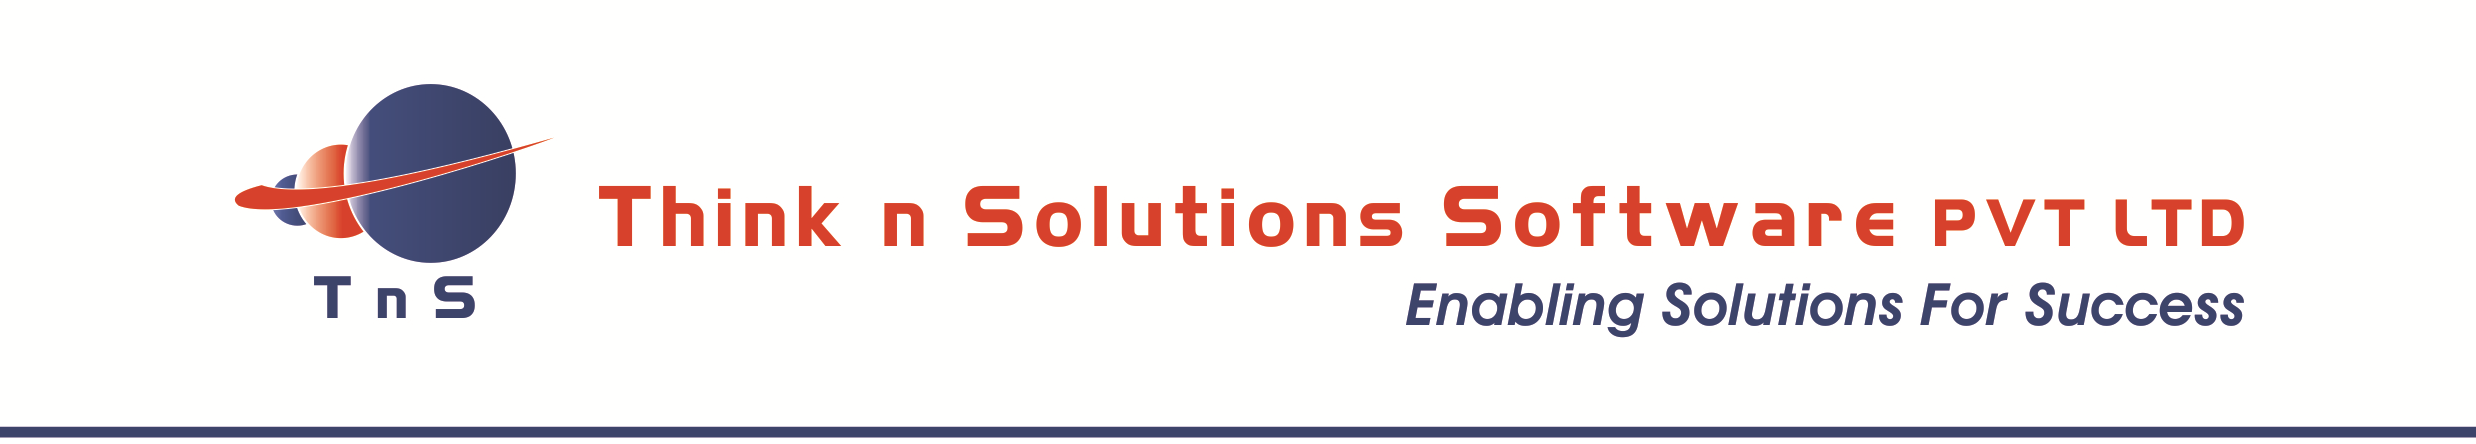 T n S
Think n Solutions Software PVT LTD
Enabling Solutions For Success